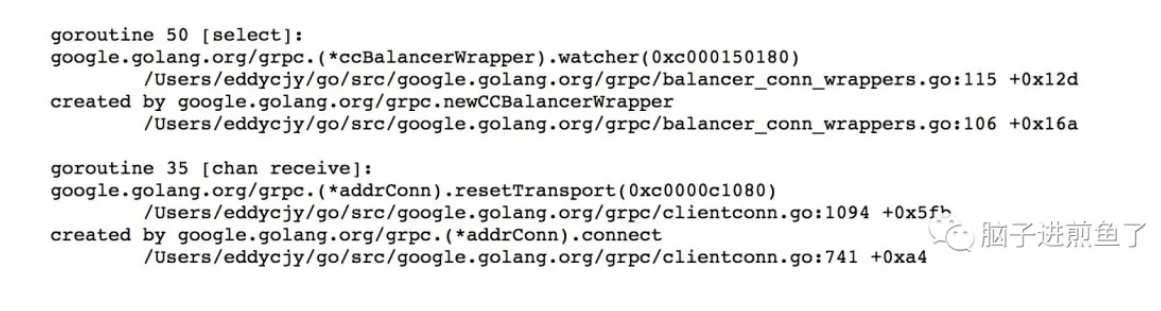 goroutine 50 [select]:
google.golang.org/grpc.(*ccBalancerWrapper).watcher(0xc000150180)
/Users/eddycjy/go/src/google.golang.org/grpc/balancer_conn_wrappers.go:115 +0x12d
created by google.golang.org/grpc.newCCBalancerWrapper
/Users/eddycjy/go/src/google.golang.org/grpc/balancer_conn_wrappers.go:106 +0x16a
goroutine 35 [chan receive]:
google.golang.org/grpc.(*addrConn).resetTransport(0xc0000c1080)
/Users/eddycjy/go/src/google.golang.org/grpc/clientconn.go:1094 +0x5fb
created by google.golang.org/grpc.(*addrConn).connect
/Users/eddycjy/go/src/google.golang.org/grpc/clientconn.go:741 +0xa4
脑子进煎鱼了